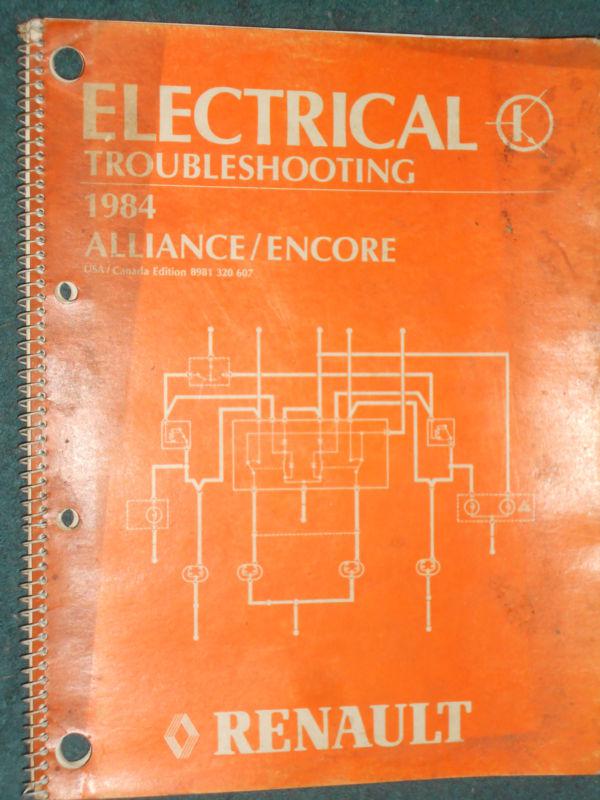 ELECTRICAL
TROUBLESHOOTING
1984
ALLIANCE/ENCORE
USA/Canada Edition 8981 320 607
RENAULT